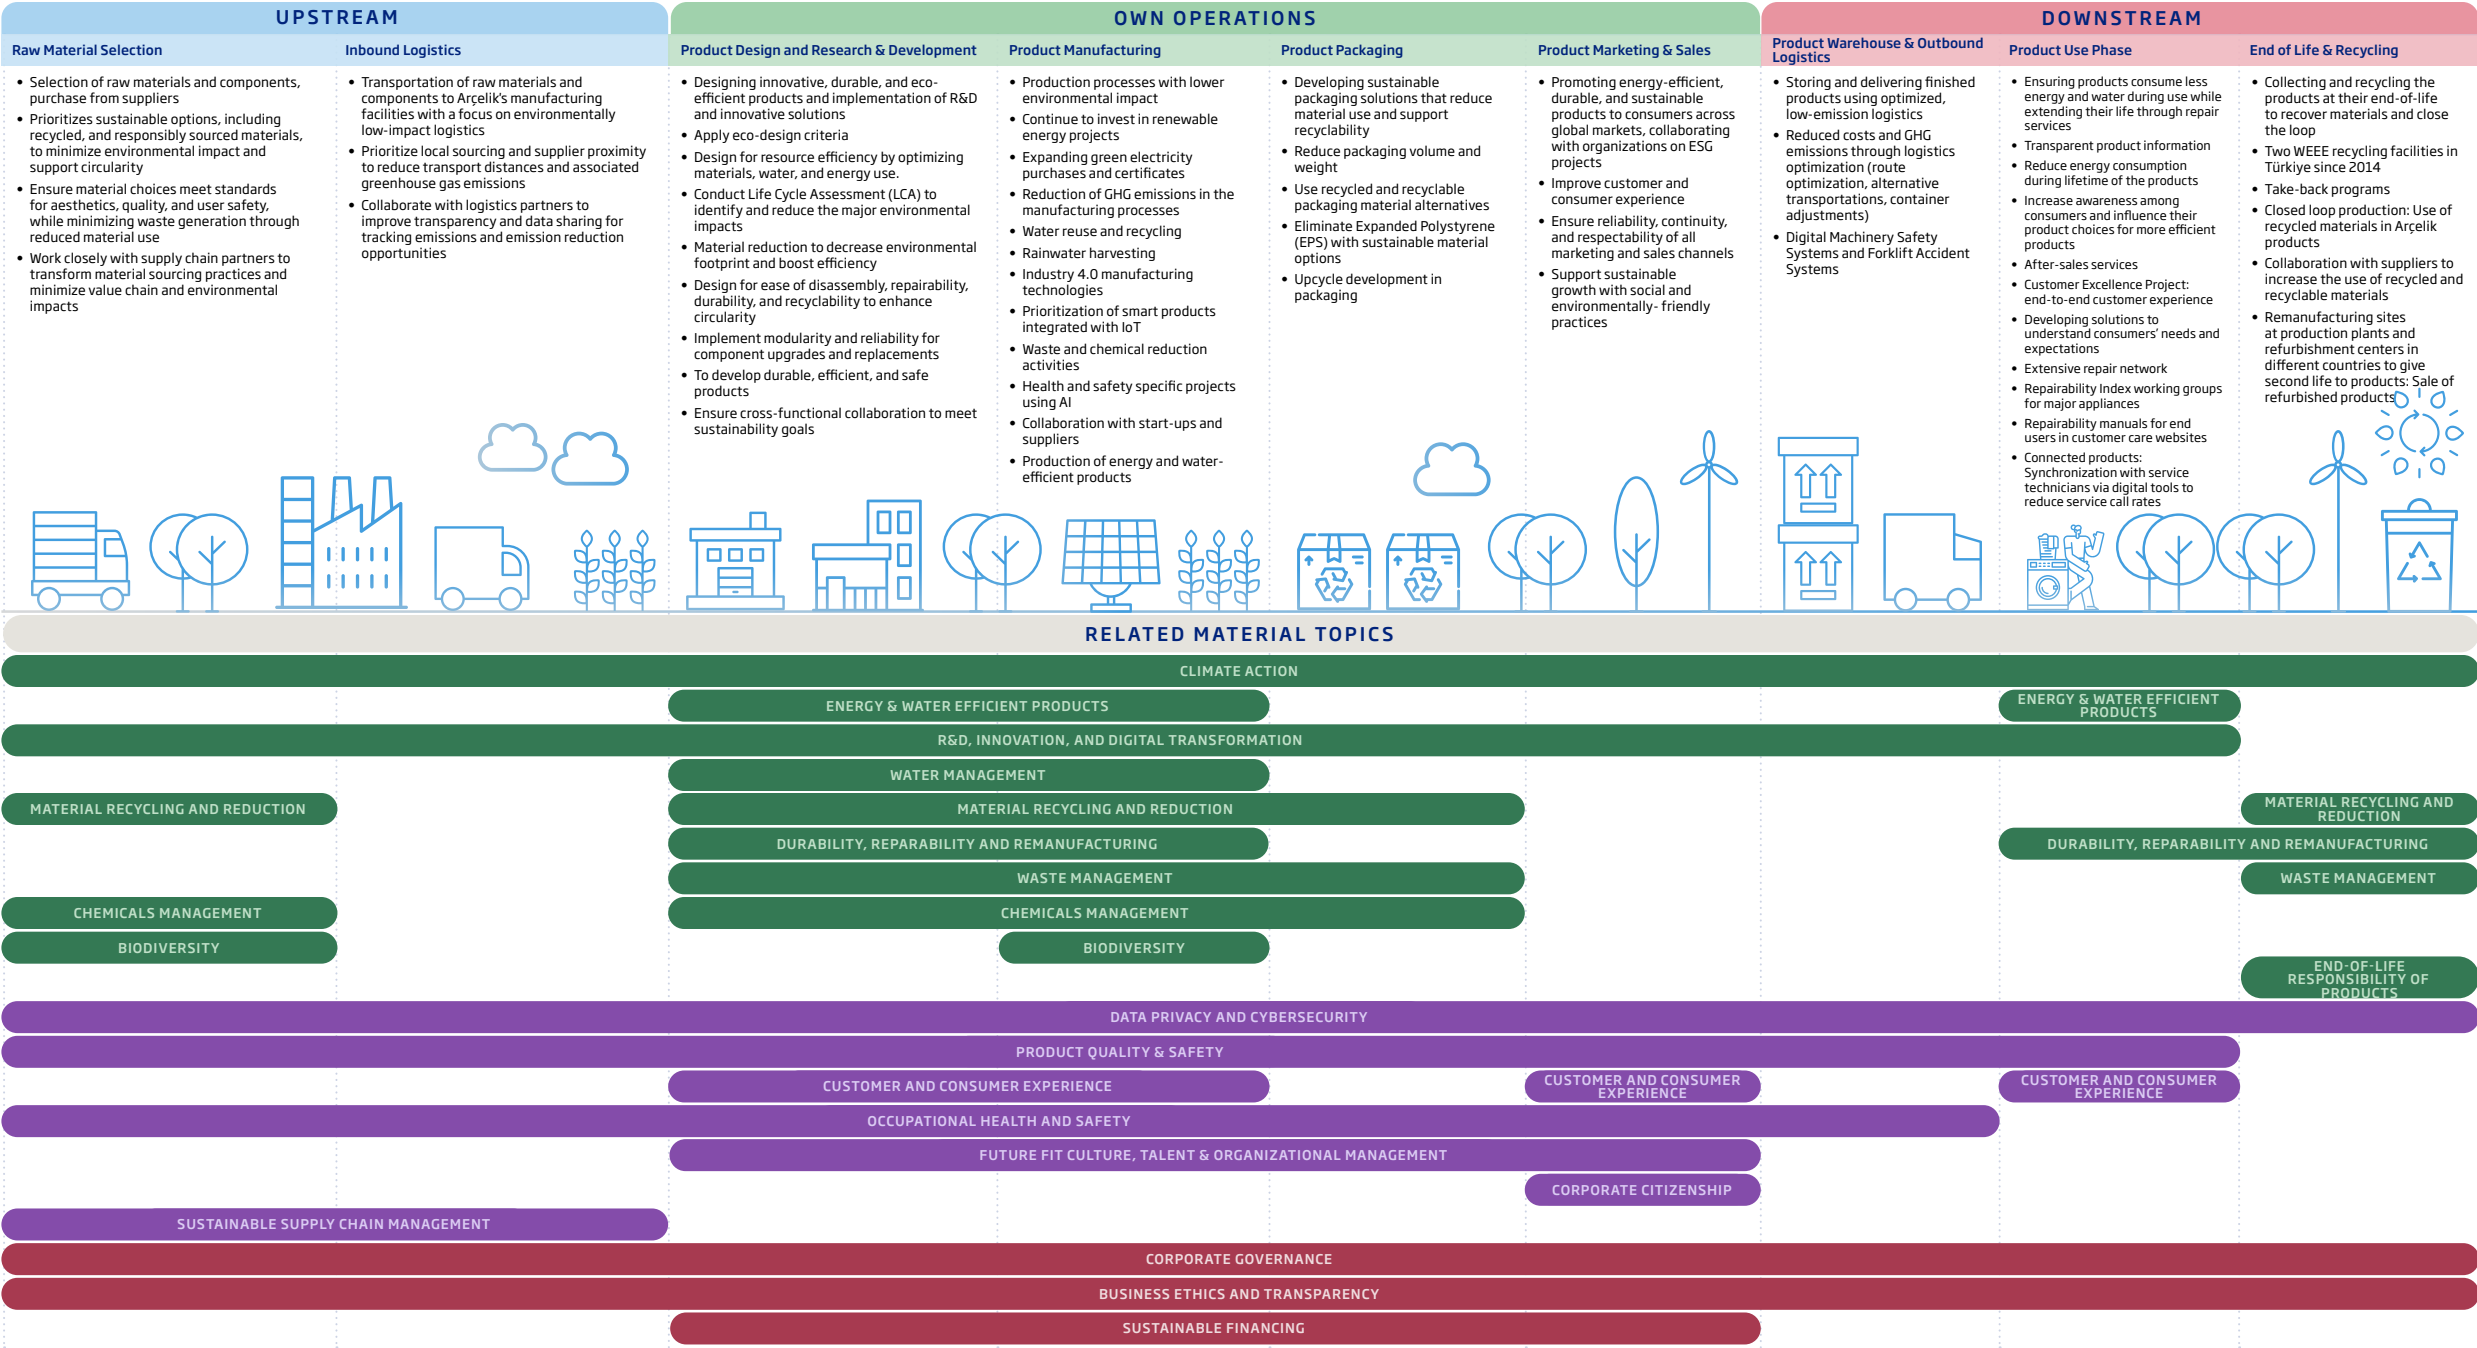 UPSTREAM
OWN OPERATIONS
DOWNSTREAM
Raw Material Selection
• Selection of raw materials and components,
purchase from suppliers
• Prioritizes sustainable options, including
recycled, and responsibly sourced materials,
to minimize environmental impact and
support circularity
• Ensure material choices meet standards
for aesthetics, quality, and user safety,
while minimizing waste generation through
reduced material use
• Work closely with supply chain partners to
transform material sourcing practices and
minimize value chain and environmental
impacts
Inbound Logistics
• Transportation of raw materials and
components to Arçelik's manufacturing
facilities with a focus on environmentally
low-impact logistics
• Prioritize local sourcing and supplier proximity
to reduce transport distances and associated
greenhouse gas emissions
• Collaborate with logistics partners to
improve transparency and data sharing for
tracking emissions and emission reduction
opportunities
Product Design and Research & Development
• Designing innovative, durable, and eco-
efficient products and implementation of R&D
and innovative solutions
• Apply eco-design criteria
• Design for resource efficiency by optimizing
materials, water, and energy use.
• Conduct Life Cycle Assessment (LCA) to
identify and reduce the major environmental
impacts
• Material reduction to decrease environmental
footprint and boost efficiency
• Design for ease of disassembly, repairability,
durability, and recyclability to enhance
circularity
• Implement modularity and reliability for
component upgrades and replacements
• To develop durable, efficient, and safe
products
• Ensure cross-functional collaboration to meet
sustainability goals
Product Manufacturing
• Production processes with lower
environmental impact
• Continue to invest in renewable
energy projects
• Expanding green electricity
purchases and certificates
• Reduction of GHG emissions in the
manufacturing processes
• Water reuse and recycling
• Rainwater harvesting
• Industry 4.0 manufacturing
technologies
• Prioritization of smart products
integrated with IoT
• Waste and chemical reduction
activities
• Health and safety specific projects
using AI
• Collaboration with start-ups and
suppliers
• Production of energy and water-
efficient products
Product Packaging
• Developing sustainable
packaging solutions that reduce
material use and support
recyclability
• Reduce packaging volume and
weight
• Use recycled and recyclable
packaging material alternatives
• Eliminate Expanded Polystyrene
(EPS) with sustainable material
options
• Upcycle development in
packaging
Product Marketing & Sales
• Promoting energy-efficient,
durable, and sustainable
products to consumers across
global markets, collaborating
with organizations on ESG
projects
• Improve customer and
consumer experience
• Ensure reliability, continuity,
and respectability of all
marketing and sales channels
• Support sustainable
growth with social and
environmentally- friendly
practices
Product Warehouse & Outbound
Logistics
• Storing and delivering finished
products using optimized,
low-emission logistics
• Reduced costs and GHG
emissions through logistics
optimization (route
optimization, alternative
transportations, container
adjustments)
• Digital Machinery Safety
Systems and Forklift Accident
Systems
Product Use Phase
• Ensuring products consume less
energy and water during use while
extending their life through repair
services
• Transparent product information
• Reduce energy consumption
during lifetime of the products
• Increase awareness among
consumers and influence their
product choices for more efficient
products
• After-sales services
• Customer Excellence Project:
end-to-end customer experience
• Developing solutions to
understand consumers' needs and
expectations
• Extensive repair network
• Repairability Index working groups
for major appliances
• Repairability manuals for end
users in customer care websites
• Connected products:
Synchronization with service
technicians via digital tools to
reduce service call rates
End of Life & Recycling
• Collecting and recycling the
products at their end-of-life
to recover materials and close
the loop
• Two WEEE recycling facilities in
Türkiye since 2014
• Take-back programs
• Closed loop production: Use of
recycled materials in Arçelik
products
• Collaboration with suppliers to
increase the use of recycled and
recyclable materials
• Remanufacturing sites
at production plants and
refurbishment centers in
different countries to give
second life to products: Sale of
refurbished products
RELATED MATERIAL TOPICS
CLIMATE ACTION
ENERGY & WATER EFFICIENT PRODUCTS
ENERGY & WATER EFFICIENT
PRODUCTS
R&D, INNOVATION, AND DIGITAL TRANSFORMATION
WATER MANAGEMENT
MATERIAL RECYCLING AND REDUCTION
MATERIAL RECYCLING AND REDUCTION
MATERIAL RECYCLING AND
REDUCTION
DURABILITY, REPARABILITY AND REMANUFACTURING
DURABILITY, REPARABILITY AND REMANUFACTURING
WASTE MANAGEMENT
WASTE MANAGEMENT
CHEMICALS MANAGEMENT
CHEMICALS MANAGEMENT
BIODIVERSITY
BIODIVERSITY
END-OF-LIFE
RESPONSIBILITY OF
PRODUCTS
DATA PRIVACY AND CYBERSECURITY
PRODUCT QUALITY & SAFETY
CUSTOMER AND CONSUMER EXPERIENCE
CUSTOMER AND CONSUMER
EXPERIENCE
CUSTOMER AND CONSUMER
EXPERIENCE
OCCUPATIONAL HEALTH AND SAFETY
FUTURE FIT CULTURE, TALENT & ORGANIZATIONAL MANAGEMENT
CORPORATE CITIZENSHIP
SUSTAINABLE SUPPLY CHAIN MANAGEMENT
CORPORATE GOVERNANCE
BUSINESS ETHICS AND TRANSPARENCY
SUSTAINABLE FINANCING